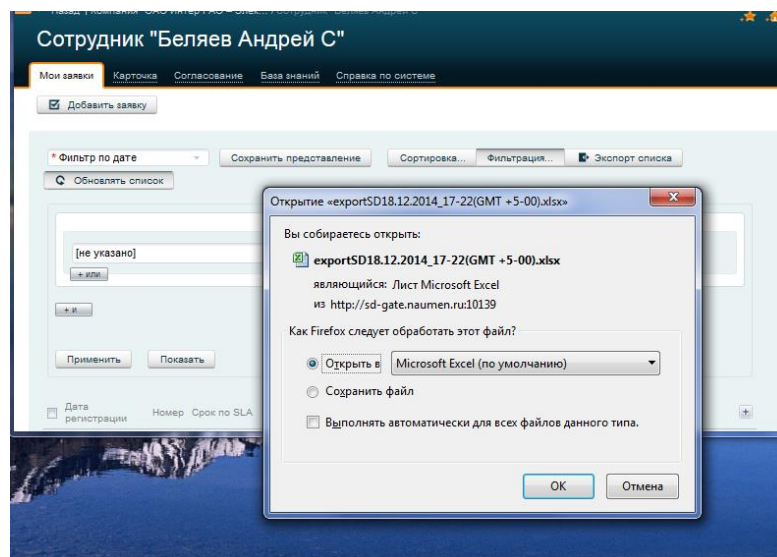 Сотрудник "Беляев Андрей С"
Мои заявки Карточка Согласование База знаний Справка по системе
Добавить заявку
* Фильтр по дате Сохранить представление Сортировка... Фильтрация... Экспорт списка
Обновлять список
[не указано]
+ или
+ и
Применить Показать
Дата регистрации Номер Срок по SLA
Открытие «exportSD18.12.2014_17-22(GMT +5-00).xlsx»
Вы собираетесь открыть:
exportSD18.12.2014_17-22(GMT +5-00).xlsx
являющийся: Лист Microsoft Excel
из http://sd-gate.naumen.ru:10139
Как Firefox следует обработать этот файл?
Открыть в Microsoft Excel (по умолчанию)
Сохранить файл
Выполнять автоматически для всех файлов данного типа.
OK Отмена